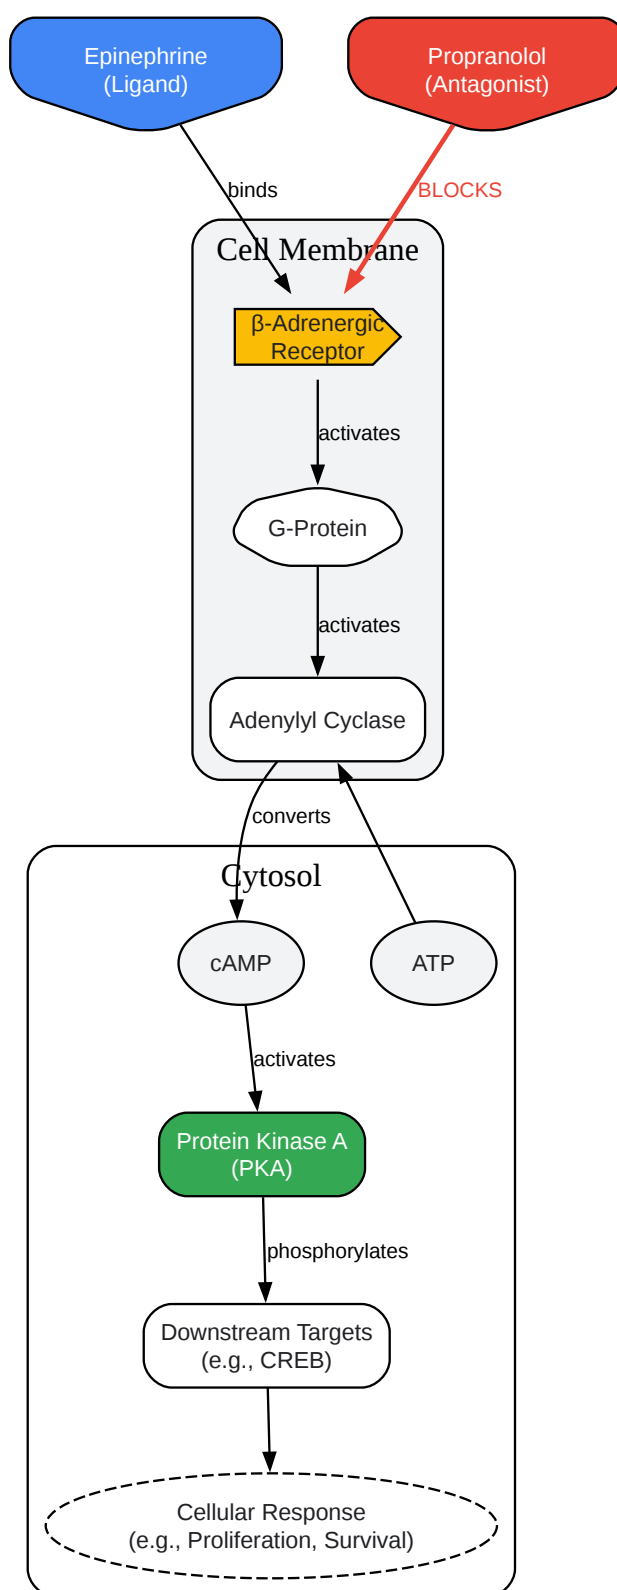 Epinephrine
(Ligand)
Propranolol
(Antagonist)
binds
BLOCKS
Cell Membrane
β-Adrenergic
Receptor
activates
G-Protein
activates
Adenylyl Cyclase
converts
Cytosol
cAMP
ATP
activates
Protein Kinase A
(PKA)
phosphorylates
Downstream Targets
(e.g., CREB)
Cellular Response
(e.g., Proliferation, Survival)